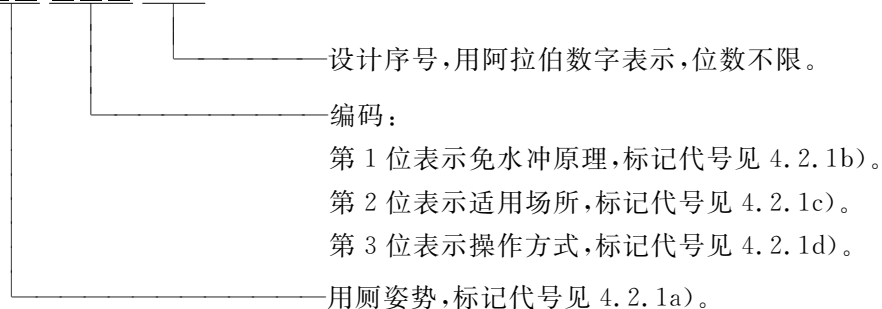 设计序号,用阿拉伯数字表示,位数不限。
编码:
第 1 位表示免水冲原理,标记代号见 4.2.1b)。
第 2 位表示适用场所,标记代号见 4.2.1c)。
第 3 位表示操作方式,标记代号见 4.2.1d)。
用厕姿势,标记代号见 4.2.1a)。